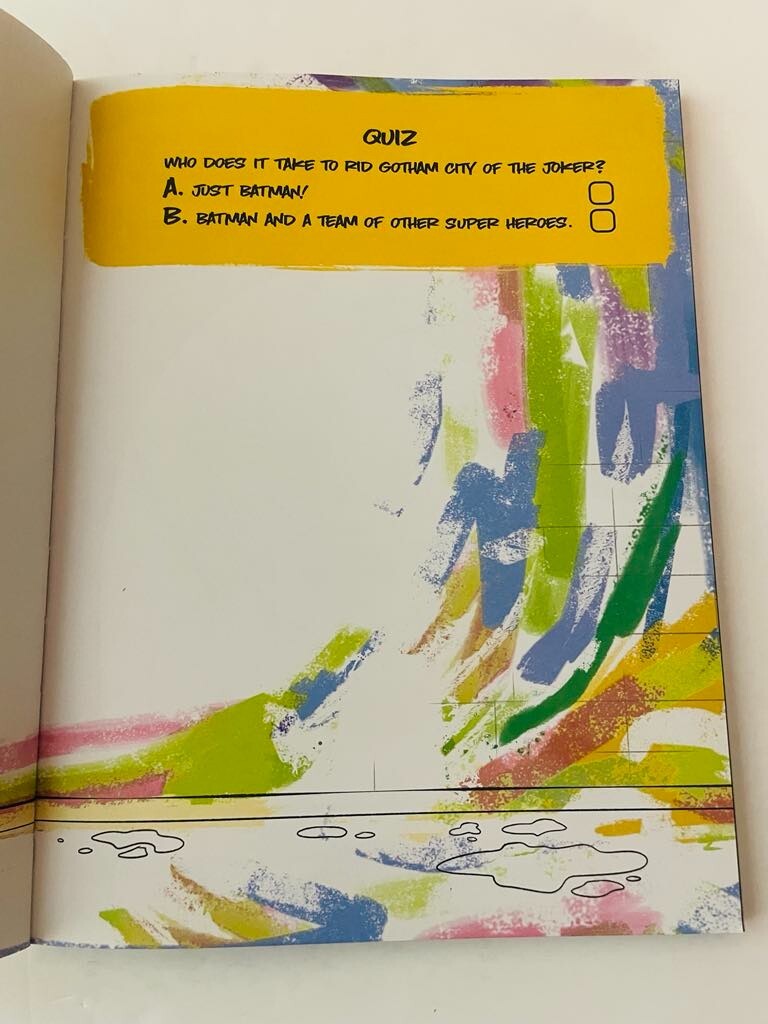 QUIZ
WHO DOES IT TAKE TO RID GOTHAM CITY OF THE JOKER?
A. JUST BATMAN!
B. BATMAN AND A TEAM OF OTHER SUPER HEROES.